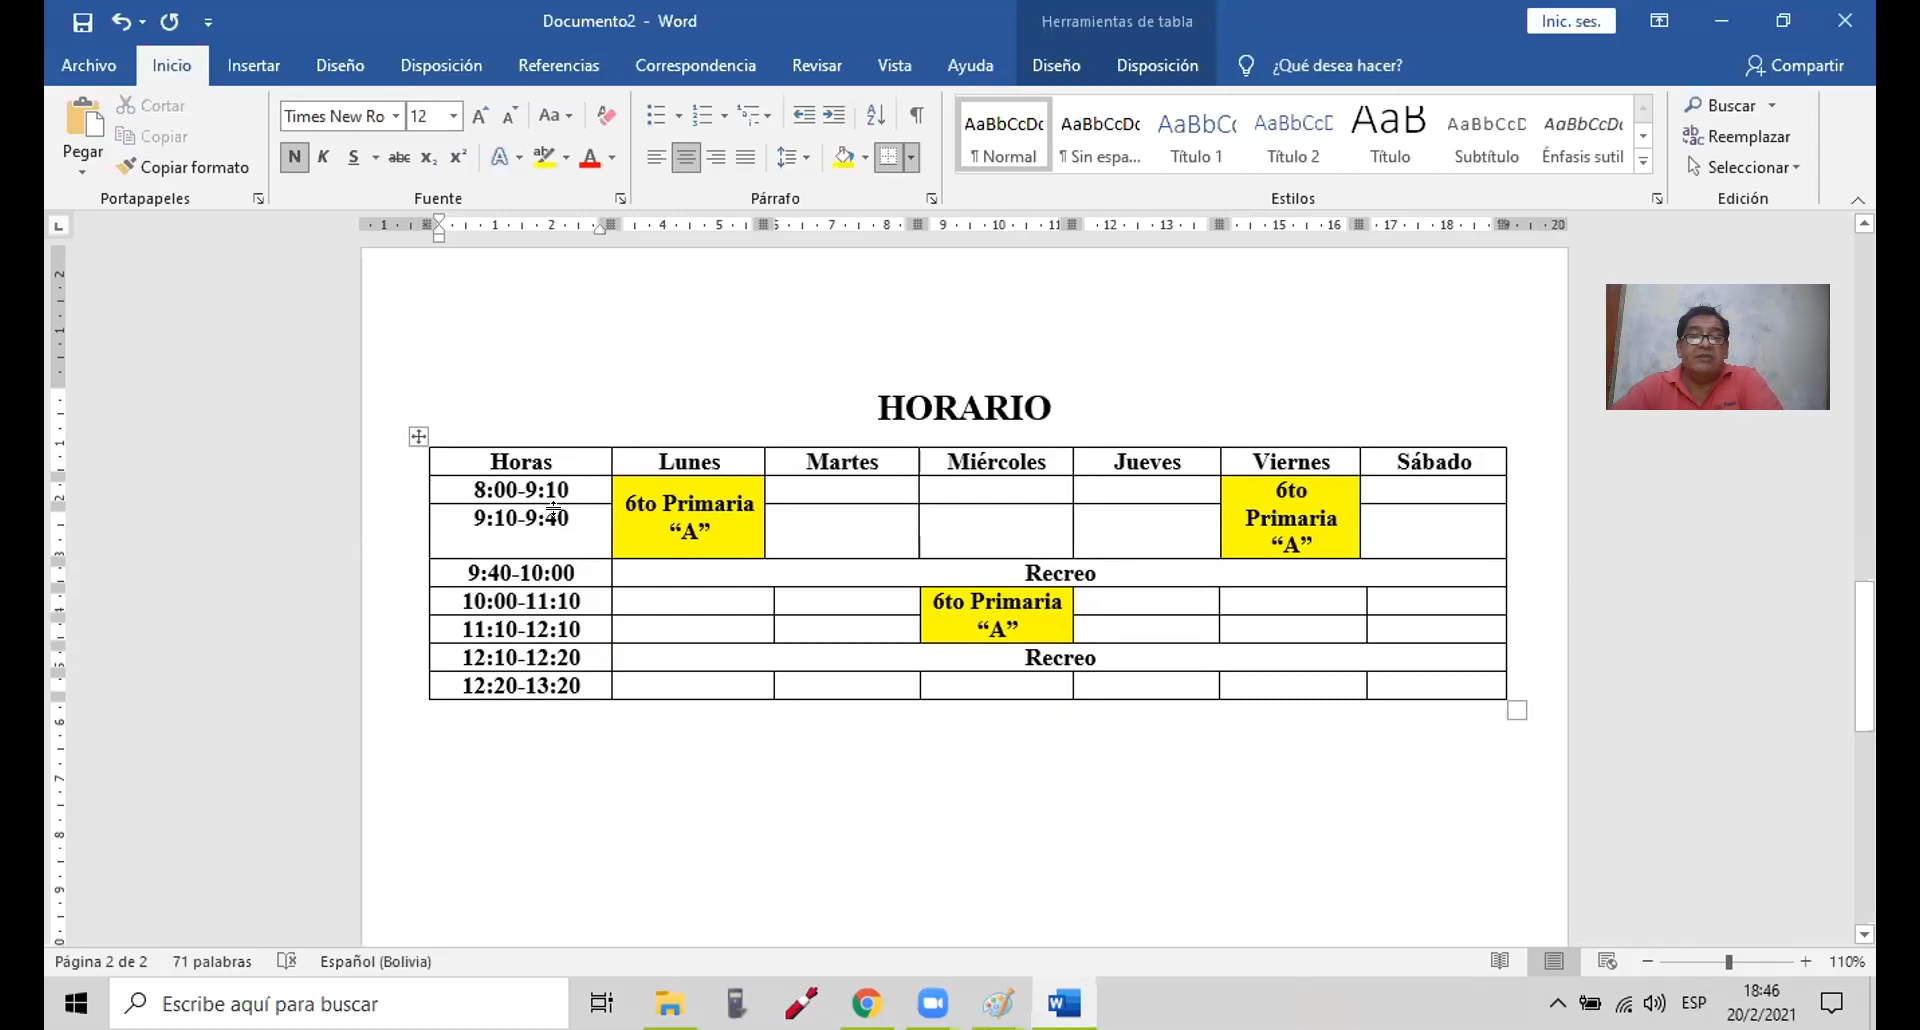 Documento2 - Word
Herramientas de tabla
Inic. ses.
Archivo Inicio Insertar Diseño Disposición Referencias Correspondencia Revisar Vista Ayuda Diseño Disposición ¿Qué desea hacer? Compartir
Pegar
Cortar
Copiar
Copiar formato
Portapapeles
Times New Ro 12
N K S abc x₂ x²
Fuente
Párrafo
AaBbCcDc AaBbCcDc AaBbC AaBbCcD AaB AaBbCcD AaBbCcDc
¶ Normal ¶ Sin espa... Título 1 Título 2 Título Subtítulo Énfasis sutil
Estilos
Buscar
Reemplazar
Seleccionar
Edición
HORARIO
Horas Lunes Martes Miércoles Jueves Viernes Sábado
8:00-9:10
9:10-9:40
6to Primaria
“A”
6to
Primaria
“A”
9:40-10:00 Recreo
10:00-11:10
11:10-12:10
6to Primaria
“A”
12:10-12:20 Recreo
12:20-13:20
Página 2 de 2 71 palabras Español (Bolivia) 110%
Escribe aquí para buscar
ESP
18:46
20/2/2021